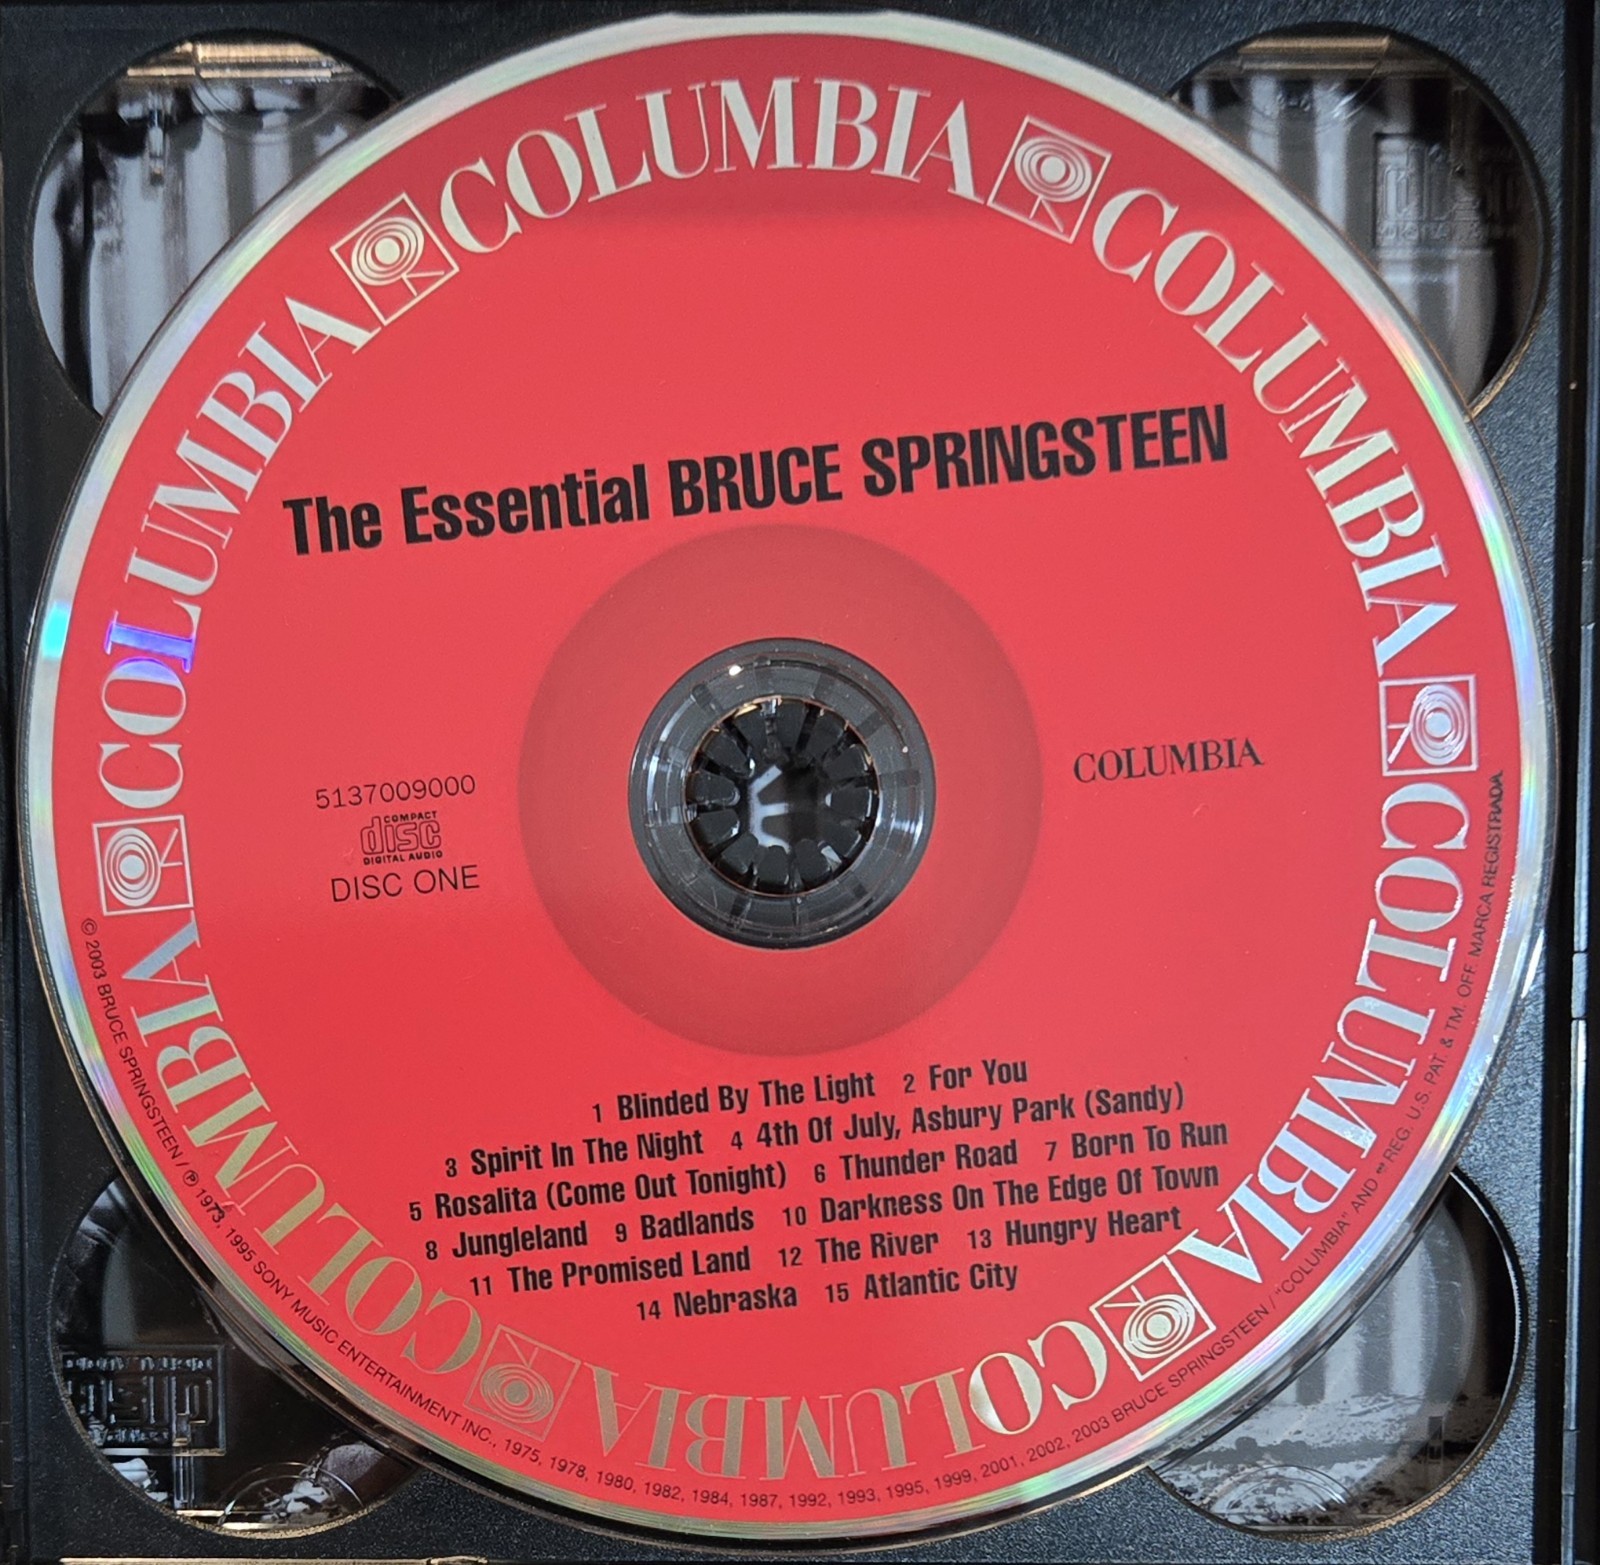 COLUMBIA COLUMBIA COLUMBIA COLUMBIA COLUMBIA COLUMBIA COLUMBIA
The Essential BRUCE SPRINGSTEEN
5137009000
COMPACT
disc
DIGITAL AUDIO
DISC ONE
COLUMBIA
1 Blinded By The Light 2 For You
3 Spirit In The Night 4 4th Of July, Asbury Park (Sandy)
5 Rosalita (Come Out Tonight) 6 Thunder Road 7 Born To Run
8 Jungleland 9 Badlands 10 Darkness On The Edge Of Town
11 The Promised Land 12 The River 13 Hungry Heart
14 Nebraska 15 Atlantic City
© 2003 BRUCE SPRINGSTEEN / ℗ 1973, 1995 SONY MUSIC ENTERTAINMENT INC., 1975, 1978, 1980, 1982, 1984, 1987, 1992, 1993, 1995, 1999, 2001, 2002, 2003 BRUCE SPRINGSTEEN / "COLUMBIA" AND REG. U.S. PAT. & TM. OFF. MARCA REGISTRADA